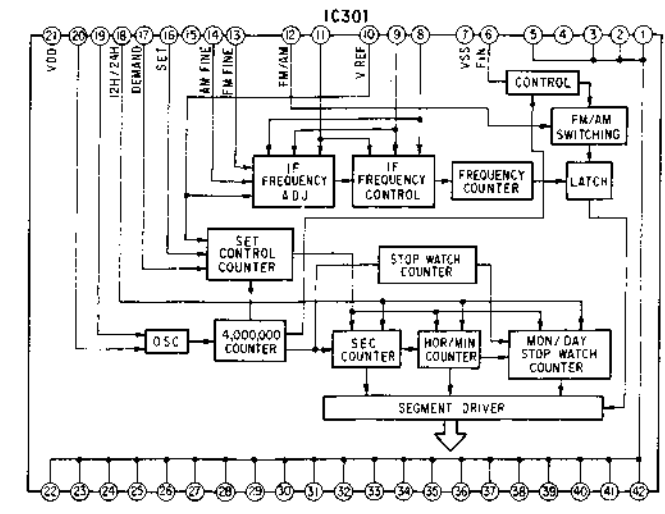 IC301
21 20 19 18 17 16 15 14 13 12 11 10 9 8 7 6 5 4 3 2 1
VDD
12H/24H
DEMAND
SET
AM FINE
FM FINE
FM/AM
V REF
VSS
FIN
CONTROL
FM/AM
SWITCHING
IF
FREQUENCY
ADJ
IF
FREQUENCY
CONTROL
FREQUENCY
COUNTER
LATCH
SET
CONTROL
COUNTER
STOP WATCH
COUNTER
OSC
4,000,000
COUNTER
SEC
COUNTER
HOR/MIN
COUNTER
MON/DAY
STOP WATCH
COUNTER
SEGMENT DRIVER
22 23 24 25 26 27 28 29 30 31 32 33 34 35 36 37 38 39 40 41 42